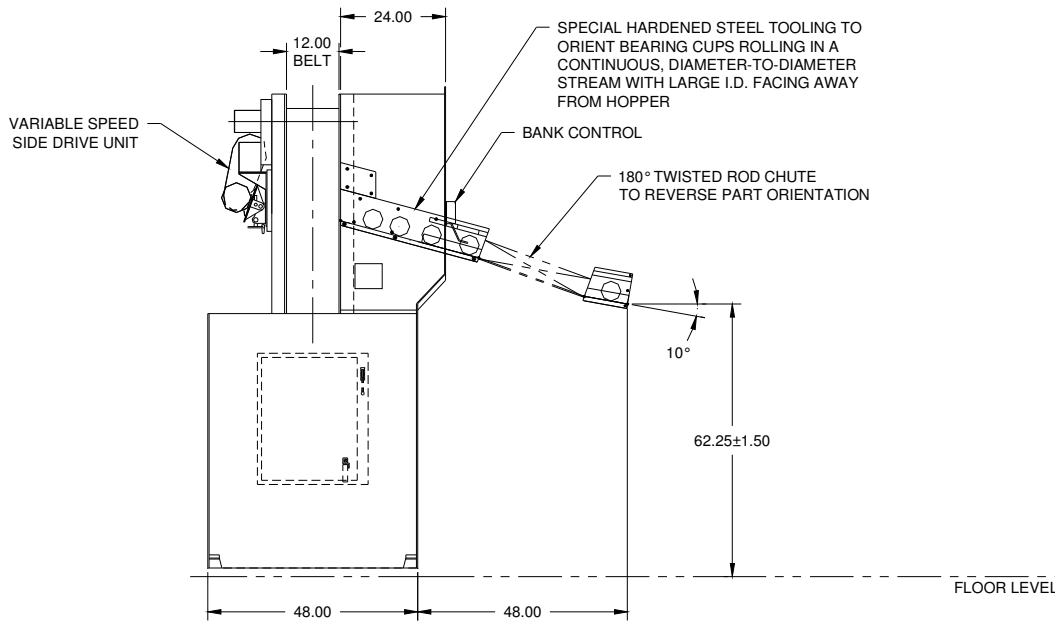 24.00
12.00
BELT
SPECIAL HARDENED STEEL TOOLING TO
ORIENT BEARING CUPS ROLLING IN A
CONTINUOUS, DIAMETER-TO-DIAMETER
STREAM WITH LARGE I.D. FACING AWAY
FROM HOPPER
VARIABLE SPEED
SIDE DRIVE UNIT
BANK CONTROL
180° TWISTED ROD CHUTE
TO REVERSE PART ORIENTATION
10°
62.25±1.50
FLOOR LEVEL
48.00
48.00